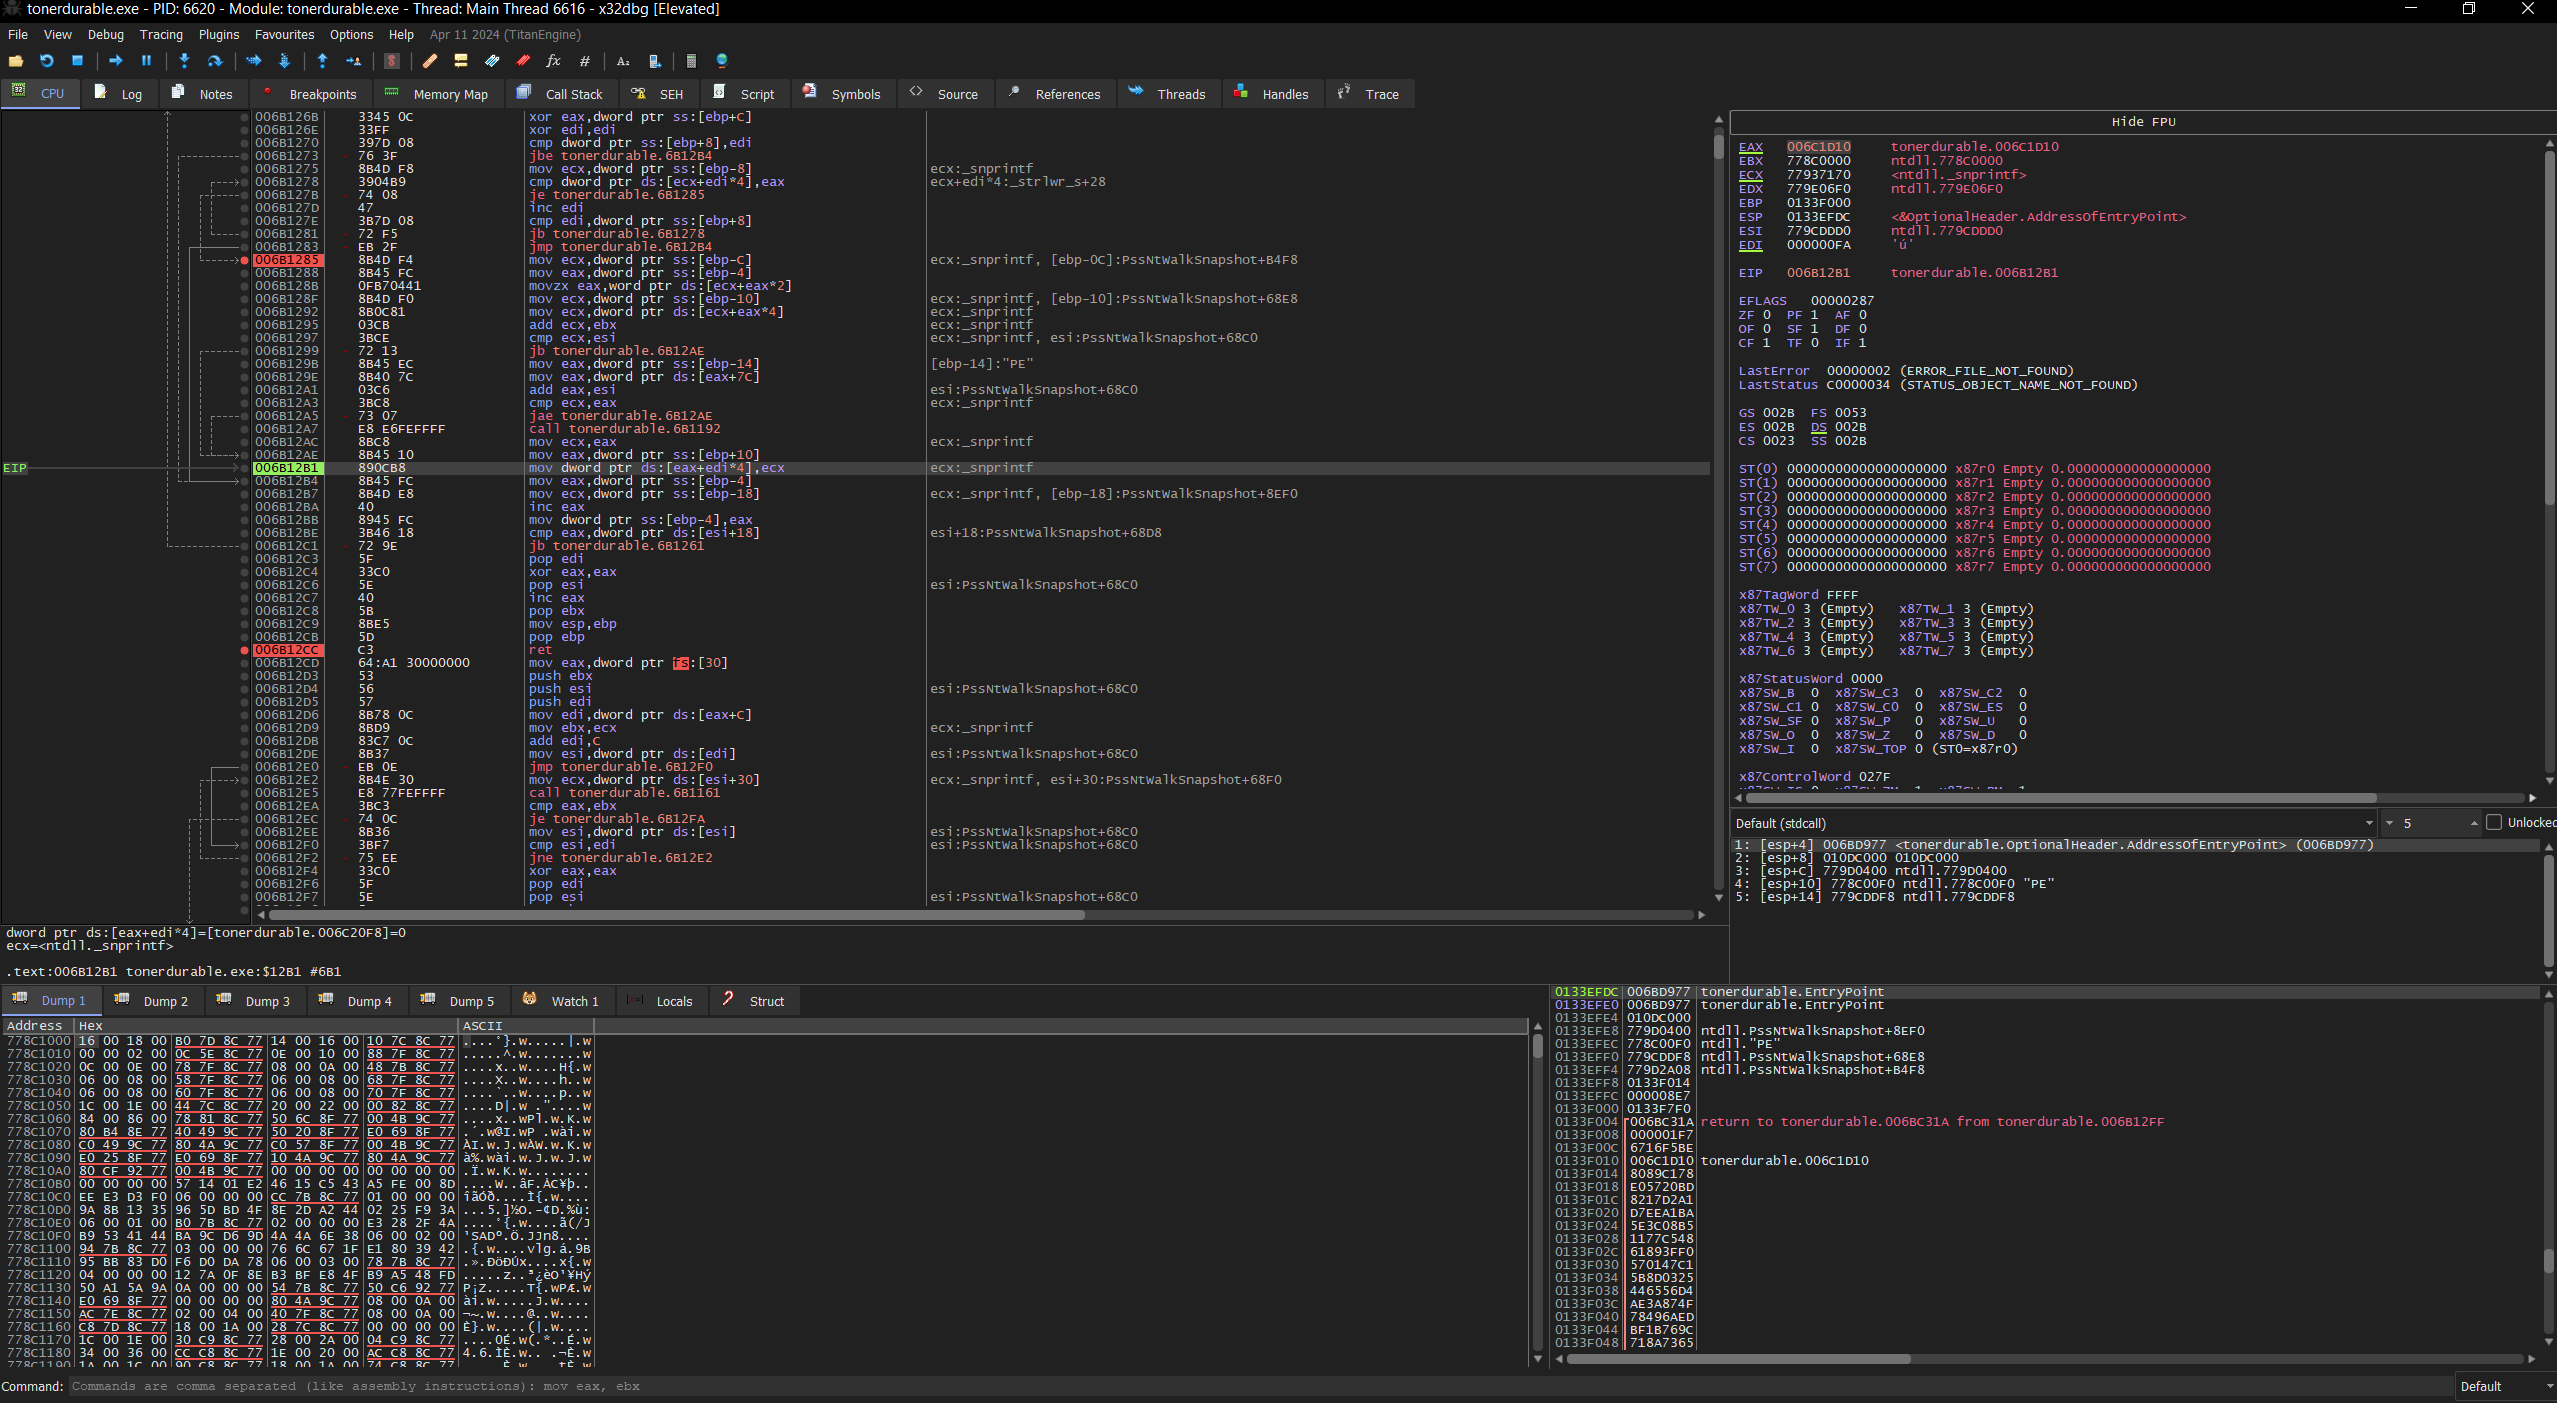 tonerdurable.exe - PID: 6620 - Module: tonerdurable.exe - Thread: Main Thread 6616 - x32dbg [Elevated]
File View Debug Tracing Plugins Favourites Options Help Apr 11 2024 (TitanEngine)
CPU Log Notes Breakpoints Memory Map Call Stack SEH Script Symbols Source References Threads Handles Trace
006B126B 3345 0C xor eax,dword ptr ss:[ebp+C]
006B126E 33FF xor edi,edi
006B1270 397D 08 cmp dword ptr ss:[ebp+8],edi
006B1273 76 3F jbe tonerdurable.6B12B4
006B1275 8B4D F8 mov ecx,dword ptr ss:[ebp-8] ecx:_snprintf
006B1278 3904B9 cmp dword ptr ds:[ecx+edi*4],eax ecx+edi*4:_strlwr_s+28
006B127B 74 08 je tonerdurable.6B1285
006B127D 47 inc edi
006B127E 3B7D 08 cmp edi,dword ptr ss:[ebp+8]
006B1281 72 F5 jb tonerdurable.6B1278
006B1283 EB 2F jmp tonerdurable.6B12B4
006B1285 8B4D F4 mov ecx,dword ptr ss:[ebp-C] ecx:_snprintf, [ebp-0C]:PssNtWalkSnapshot+B4F8
006B1288 8B45 FC mov eax,dword ptr ss:[ebp-4]
006B128B 0FB70441 movzx eax,word ptr ds:[ecx+eax*2]
006B128F 8B4D F0 mov ecx,dword ptr ss:[ebp-10] ecx:_snprintf, [ebp-10]:PssNtWalkSnapshot+68E8
006B1292 8B0C81 mov ecx,dword ptr ds:[ecx+eax*4] ecx:_snprintf
006B1295 03CB add ecx,ebx ecx:_snprintf
006B1297 3BCE cmp ecx,esi ecx:_snprintf, esi:PssNtWalkSnapshot+68C0
006B1299 72 13 jb tonerdurable.6B12AE
006B129B 8B45 EC mov eax,dword ptr ss:[ebp-14] [ebp-14]:"PE"
006B129E 8B40 7C mov eax,dword ptr ds:[eax+7C]
006B12A1 03C6 add eax,esi esi:PssNtWalkSnapshot+68C0
006B12A3 3BC8 cmp ecx,eax ecx:_snprintf
006B12A5 73 07 jae tonerdurable.6B12AE
006B12A7 E8 E6FEFFFF call tonerdurable.6B1192
006B12AC 8BC8 mov ecx,eax ecx:_snprintf
006B12AE 8B45 10 mov eax,dword ptr ss:[ebp+10]
EIP 006B12B1 890CB8 mov dword ptr ds:[eax+edi*4],ecx ecx:_snprintf
006B12B4 8B45 FC mov eax,dword ptr ss:[ebp-4]
006B12B7 8B4D E8 mov ecx,dword ptr ss:[ebp-18] ecx:_snprintf, [ebp-18]:PssNtWalkSnapshot+8EF0
006B12BA 40 inc eax
006B12BB 8945 FC mov dword ptr ss:[ebp-4],eax
006B12BE 3B46 18 cmp eax,dword ptr ds:[esi+18] esi+18:PssNtWalkSnapshot+68D8
006B12C1 72 9E jb tonerdurable.6B1261
006B12C3 5F pop edi
006B12C4 33C0 xor eax,eax
006B12C6 5E pop esi esi:PssNtWalkSnapshot+68C0
006B12C7 40 inc eax
006B12C8 5B pop ebx
006B12C9 8BE5 mov esp,ebp
006B12CB 5D pop ebp
006B12CC C3 ret
006B12CD 64:A1 30000000 mov eax,dword ptr fs:[30]
006B12D3 53 push ebx
006B12D4 56 push esi esi:PssNtWalkSnapshot+68C0
006B12D5 57 push edi
006B12D6 8B78 0C mov edi,dword ptr ds:[eax+C]
006B12D9 8BD9 mov ebx,ecx ecx:_snprintf
006B12DB 83C7 0C add edi,C
006B12DE 8B37 mov esi,dword ptr ds:[edi] esi:PssNtWalkSnapshot+68C0
006B12E0 EB 0E jmp tonerdurable.6B12F0
006B12E2 8B4E 30 mov ecx,dword ptr ds:[esi+30] ecx:_snprintf, esi+30:PssNtWalkSnapshot+68F0
006B12E5 E8 77FEFFFF call tonerdurable.6B1161
006B12EA 3BC3 cmp eax,ebx
006B12EC 74 0C je tonerdurable.6B12FA
006B12EE 8B36 mov esi,dword ptr ds:[esi] esi:PssNtWalkSnapshot+68C0
006B12F0 3BF7 cmp esi,edi esi:PssNtWalkSnapshot+68C0
006B12F2 75 EE jne tonerdurable.6B12E2
006B12F4 33C0 xor eax,eax
006B12F6 5F pop edi
006B12F7 5E pop esi esi:PssNtWalkSnapshot+68C0
dword ptr ds:[eax+edi*4]=[tonerdurable.006C20F8]=0
ecx=<ntdll._snprintf>
.text:006B12B1 tonerdurable.exe:$12B1 #6B1
Hide FPU
EAX 006C1D10 tonerdurable.006C1D10
EBX 778C0000 ntdll.778C0000
ECX 77937170 <ntdll._snprintf>
EDX 779E06F0 ntdll.779E06F0
EBP 0133F000
ESP 0133EFDC <&OptionalHeader.AddressOfEntryPoint>
ESI 779CDDD0 ntdll.779CDDD0
EDI 000000FA 'ú'
EIP 006B12B1 tonerdurable.006B12B1
EFLAGS 00000287
ZF 0 PF 1 AF 0
OF 0 SF 1 DF 0
CF 1 TF 0 IF 1
LastError 00000002 (ERROR_FILE_NOT_FOUND)
LastStatus C0000034 (STATUS_OBJECT_NAME_NOT_FOUND)
GS 002B FS 0053
ES 002B DS 002B
CS 0023 SS 002B
ST(0) 00000000000000000000 x87r0 Empty 0.000000000000000000
ST(1) 00000000000000000000 x87r1 Empty 0.000000000000000000
ST(2) 00000000000000000000 x87r2 Empty 0.000000000000000000
ST(3) 00000000000000000000 x87r3 Empty 0.000000000000000000
ST(4) 00000000000000000000 x87r4 Empty 0.000000000000000000
ST(5) 00000000000000000000 x87r5 Empty 0.000000000000000000
ST(6) 00000000000000000000 x87r6 Empty 0.000000000000000000
ST(7) 00000000000000000000 x87r7 Empty 0.000000000000000000
x87TagWord FFFF
x87TW_0 3 (Empty) x87TW_1 3 (Empty)
x87TW_2 3 (Empty) x87TW_3 3 (Empty)
x87TW_4 3 (Empty) x87TW_5 3 (Empty)
x87TW_6 3 (Empty) x87TW_7 3 (Empty)
x87StatusWord 0000
x87SW_B 0 x87SW_C3 0 x87SW_C2 0
x87SW_C1 0 x87SW_C0 0 x87SW_ES 0
x87SW_SF 0 x87SW_P 0 x87SW_U 0
x87SW_O 0 x87SW_Z 0 x87SW_D 0
x87SW_I 0 x87SW_TOP 0 (ST0=x87r0)
x87ControlWord 027F
Default (stdcall) 5 Unlocked
1: [esp+4] 006BD977 <tonerdurable.OptionalHeader.AddressOfEntryPoint> (006BD977)
2: [esp+8] 010DC000 010DC000
3: [esp+C] 779D0400 ntdll.779D0400
4: [esp+10] 778C00F0 ntdll.778C00F0 "PE"
5: [esp+14] 779CDDF8 ntdll.779CDDF8
Dump 1 Dump 2 Dump 3 Dump 4 Dump 5 Watch 1 Locals Struct
Address Hex ASCII
778C1000 16 00 18 00 B0 7D 8C 77 14 00 16 00 10 7C 8C 77 ....°}.w.....|.w
778C1010 00 00 02 00 0C 5E 8C 77 0E 00 10 00 88 7F 8C 77 .....^.w.......w
778C1020 0C 00 0E 00 78 7F 8C 77 08 00 0A 00 48 7B 8C 77 ....x..w....H{.w
778C1030 06 00 08 00 58 7F 8C 77 06 00 08 00 68 7F 8C 77 ....X..w....h..w
778C1040 06 00 08 00 60 7F 8C 77 06 00 08 00 70 7F 8C 77 ....`..w....p..w
778C1050 1C 00 1E 00 44 7C 8C 77 20 00 22 00 00 82 8C 77 ....D|.w ."....w
778C1060 84 00 86 00 78 81 8C 77 50 6C 8F 77 00 4B 9C 77 ....x..wPl.w.K.w
778C1070 80 B4 8E 77 40 49 9C 77 50 20 8F 77 E0 69 8F 77 .´.w@I.wP .wài.w
778C1080 C0 49 9C 77 80 4A 9C 77 C0 57 8F 77 00 4B 9C 77 ÀI.w.J.wÀW.w.K.w
778C1090 E0 25 8F 77 E0 69 8F 77 10 4A 9C 77 80 4A 9C 77 à%.wài.w.J.w.J.w
778C10A0 80 CF 92 77 00 4B 9C 77 00 00 00 00 00 00 00 00 .Ï.w.K.w........
778C10B0 00 00 00 00 57 14 01 E2 46 15 C5 43 A5 FE 00 8D ....W..âF.ÅC¥þ..
778C10C0 EE E3 D3 F0 06 00 00 00 CC 7B 8C 77 01 00 00 00 îãÓð....Ì{.w....
778C10D0 9A 8B 13 35 96 5D BD 4F 8E 2D A2 44 02 25 F9 3A ...5.]½O.-¢D.%ù:
778C10E0 06 00 01 00 B0 7B 8C 77 02 00 00 00 E3 28 2F 4A ....°{.w....ã(/J
778C10F0 B9 53 41 44 BA 9C D6 9D 4A 4A 6E 38 06 00 02 00 ¹SADº.Ö.JJn8....
778C1100 94 7B 8C 77 03 00 00 00 76 6C 67 1F E1 80 39 42 .{.w....vlg.á.9B
778C1110 95 BB 83 D0 F6 D0 DA 78 06 00 03 00 78 7B 8C 77 .».ÐöÐÚx....x{.w
778C1120 04 00 00 00 12 7A 0F 8E B3 BF E8 4F B9 A5 48 FD .....z..³¿èO¹¥Hý
778C1130 50 A1 5A 9A 0A 00 00 00 54 7B 8C 77 50 C6 92 77 P¡Z.....T{.wPÆ.w
778C1140 E0 69 8F 77 00 00 00 00 80 4A 9C 77 08 00 0A 00 ài.w.....J.w....
778C1150 AC 7E 8C 77 02 00 04 00 40 7F 8C 77 08 00 0A 00 ¬~.w....@..w....
778C1160 C8 7D 8C 77 18 00 1A 00 28 7C 8C 77 00 00 00 00 È}.w....(|.w....
778C1170 1C 00 1E 00 30 C9 8C 77 28 00 2A 00 04 C9 8C 77 ....0É.w(.*..É.w
778C1180 34 00 36 00 CC C8 8C 77 1E 00 20 00 AC C8 8C 77 4.6.ÌÈ.w.. .¬È.w
778C1190 1A 00 1C 00 90 C8 8C 77 18 00 1A 00 74 C8 8C 77 .....È.w....tÈ.w
0133EFDC 006BD977 tonerdurable.EntryPoint
0133EFE0 006BD977 tonerdurable.EntryPoint
0133EFE4 010DC000
0133EFE8 779D0400 ntdll.PssNtWalkSnapshot+8EF0
0133EFEC 778C00F0 ntdll."PE"
0133EFF0 779CDDF8 ntdll.PssNtWalkSnapshot+68E8
0133EFF4 779D2A08 ntdll.PssNtWalkSnapshot+B4F8
0133EFF8 0133F014
0133EFFC 000008E7
0133F000 0133F7F0
0133F004 006BC31A return to tonerdurable.006BC31A from tonerdurable.006B12FF
0133F008 000001F7
0133F00C 6716F5BE
0133F010 006C1D10 tonerdurable.006C1D10
0133F014 8089C178
0133F018 E05720BD
0133F01C 8217D2A1
0133F020 D7EEA1BA
0133F024 5E3C08B5
0133F028 1177C548
0133F02C 61893FF0
0133F030 570147C1
0133F034 5B8D0325
0133F038 446556D4
0133F03C AE3A874F
0133F040 78496AED
0133F044 BF1B769C
0133F048 718A7365
Command: Commands are comma separated (like assembly instructions): mov eax, ebx Default